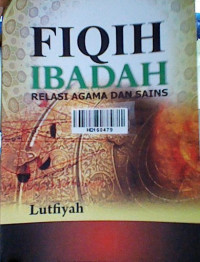 FIQIH
IBADAH
RELASI AGAMA DAN SAINS
Lutfiyah